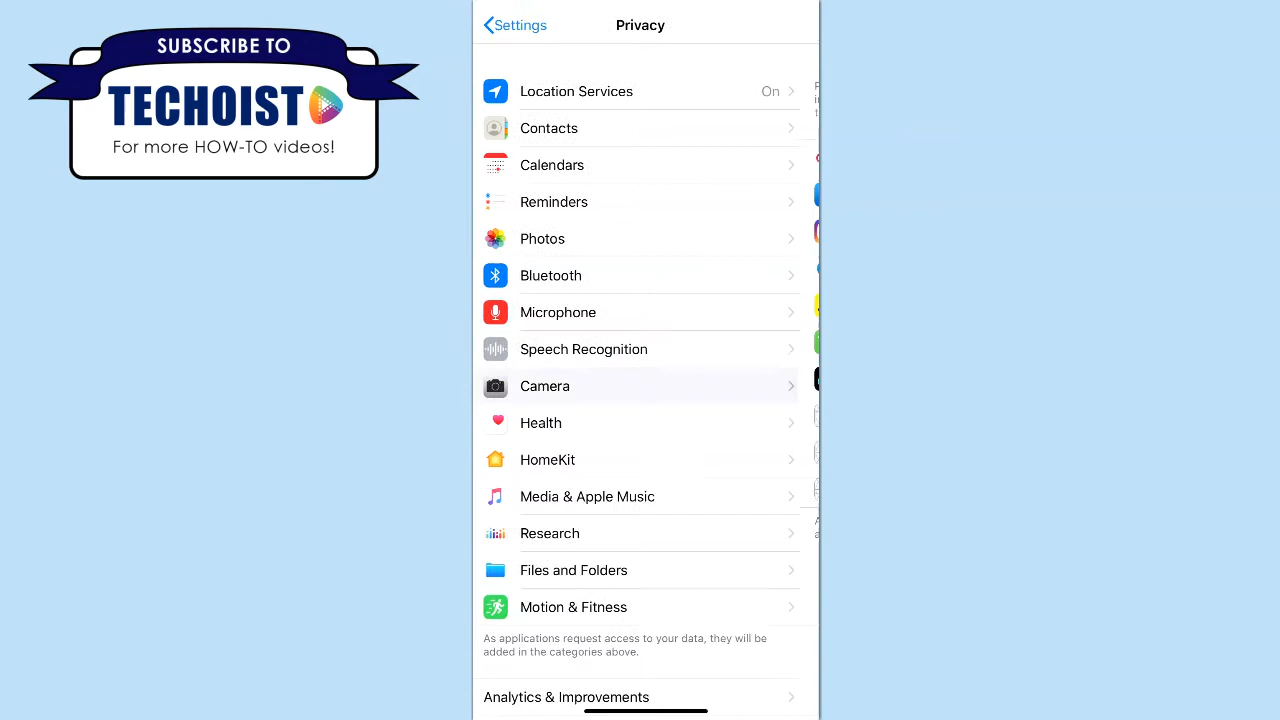 SUBSCRIBE TO
TECHOIST
For more HOW-TO videos!
Settings
Privacy
Location Services On
Contacts
Calendars
Reminders
Photos
Bluetooth
Microphone
Speech Recognition
Camera
Health
HomeKit
Media & Apple Music
Research
Files and Folders
Motion & Fitness
As applications request access to your data, they will be
added in the categories above.
Analytics & Improvements